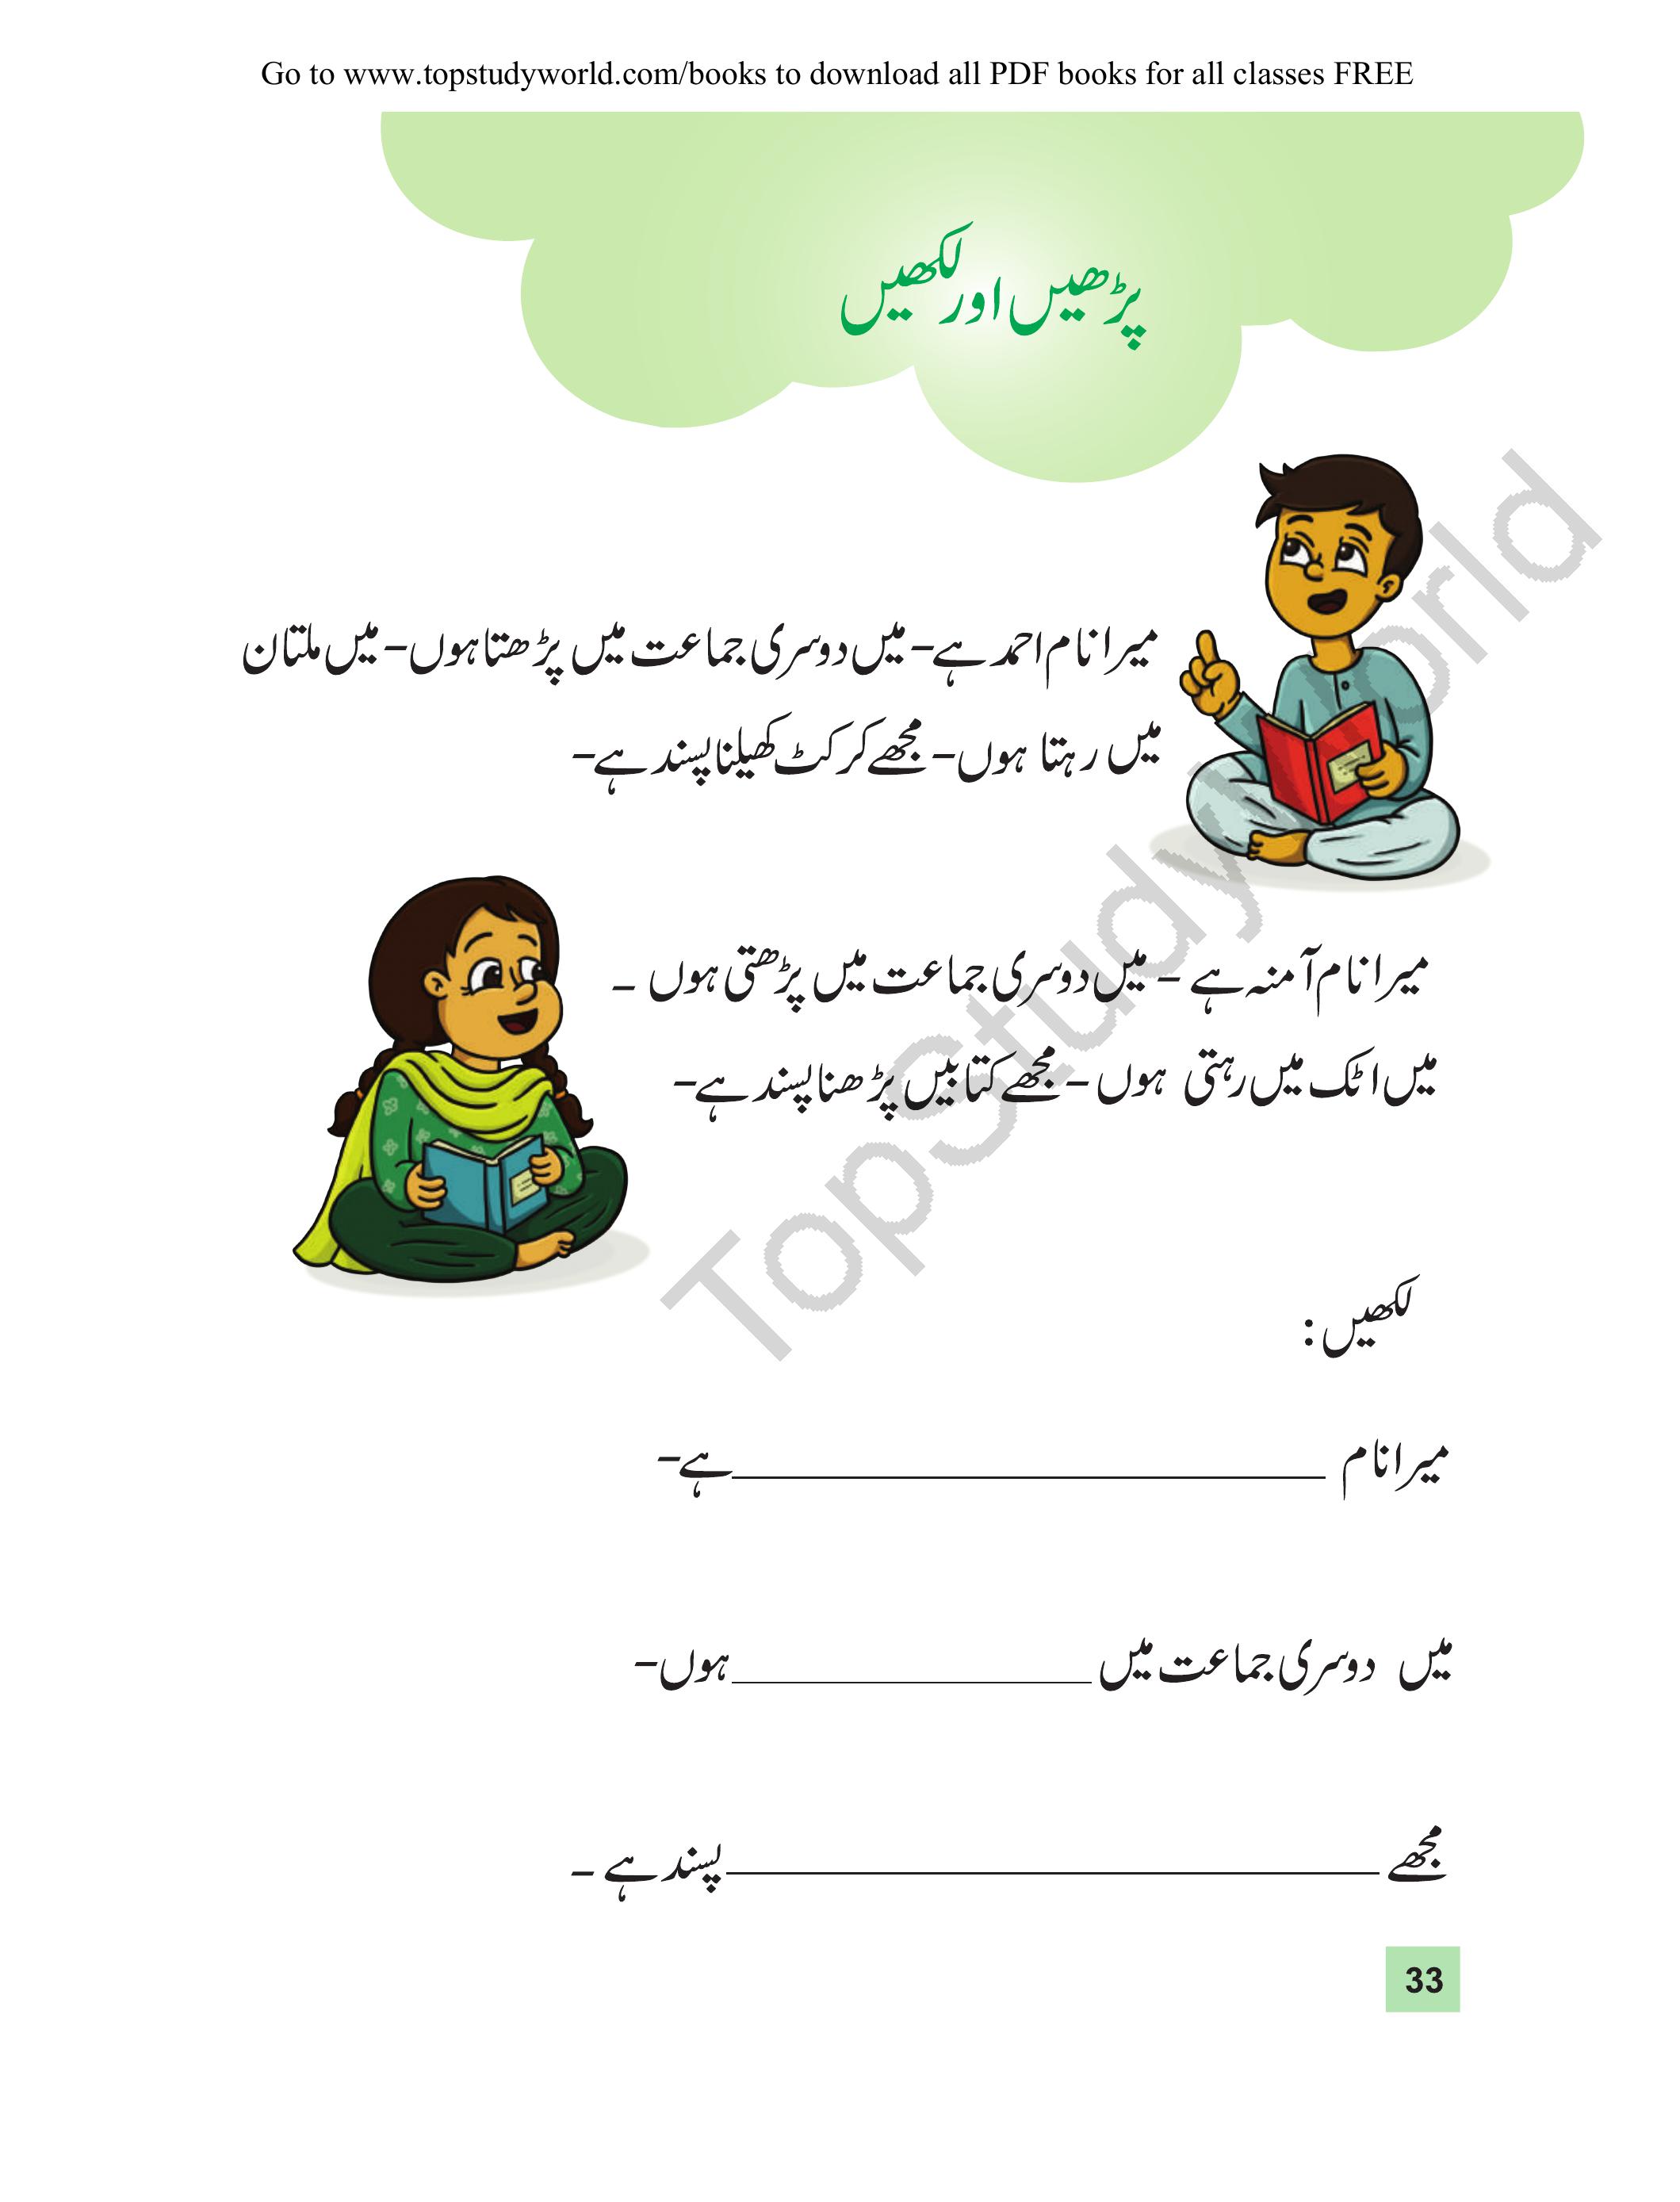 Go to www.topstudyworld.com/books to download all PDF books for all classes FREE
پڑھیں اور لکھیں
میرا نام احمد ہے- میں دوسری جماعت میں پڑھتا ہوں- میں ملتان
میں رہتا ہوں- مجھے کرکٹ کھیلنا پسند ہے-
میرا نام آمنہ ہے - میں دوسری جماعت میں پڑھتی ہوں ۔
میں اٹک میں رہتی ہوں - مجھے کتابیں پڑھنا پسند ہے-
TopStudyWorld
لکھیں :
میرا نام ____________________ ہے-
میں دوسری جماعت میں ____________ ہوں-
مجھے ______________________ پسند ہے ۔
33